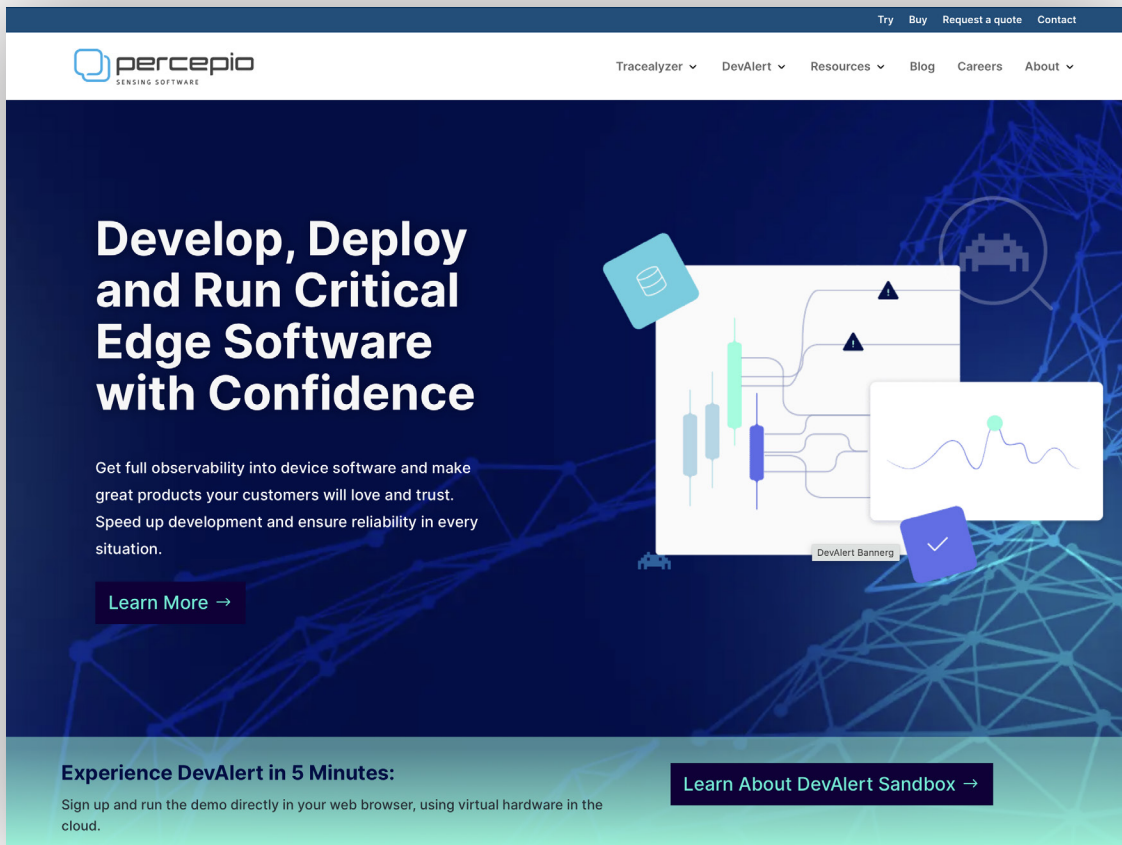 Try Buy Request a quote Contact
percepio
SENSING SOFTWARE
Tracealyzer DevAlert Resources Blog Careers About
Develop, Deploy
and Run Critical
Edge Software
with Confidence
Get full observability into device software and make
great products your customers will love and trust.
Speed up development and ensure reliability in every
situation.
Learn More →
DevAlert Bannerg
Experience DevAlert in 5 Minutes:
Sign up and run the demo directly in your web browser, using virtual hardware in the
cloud.
Learn About DevAlert Sandbox →